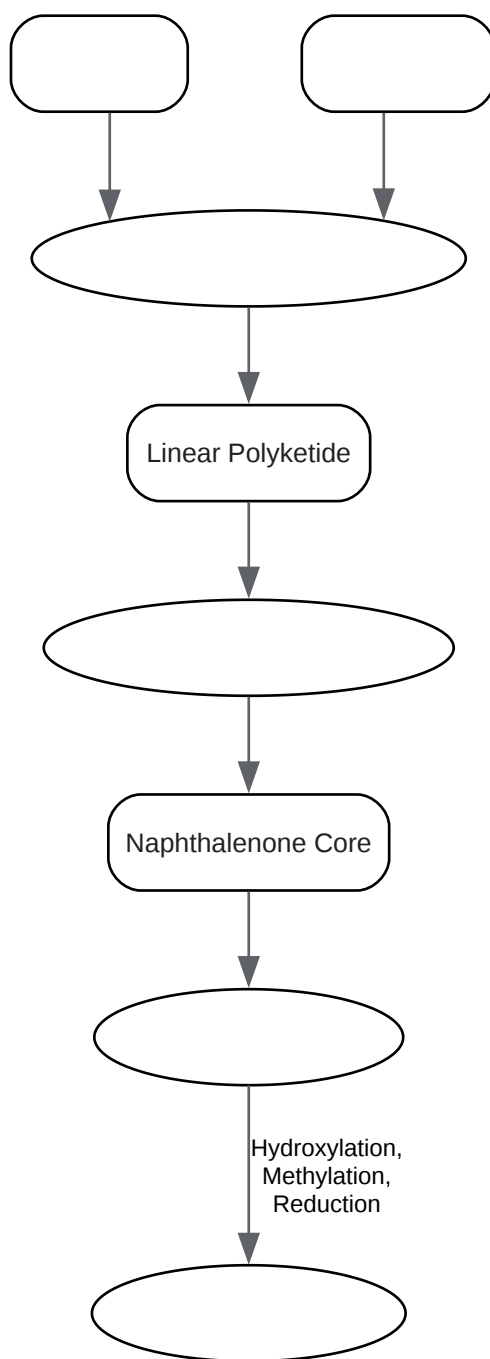 Linear Polyketide
Naphthalenone Core
Hydroxylation,
Methylation,
Reduction